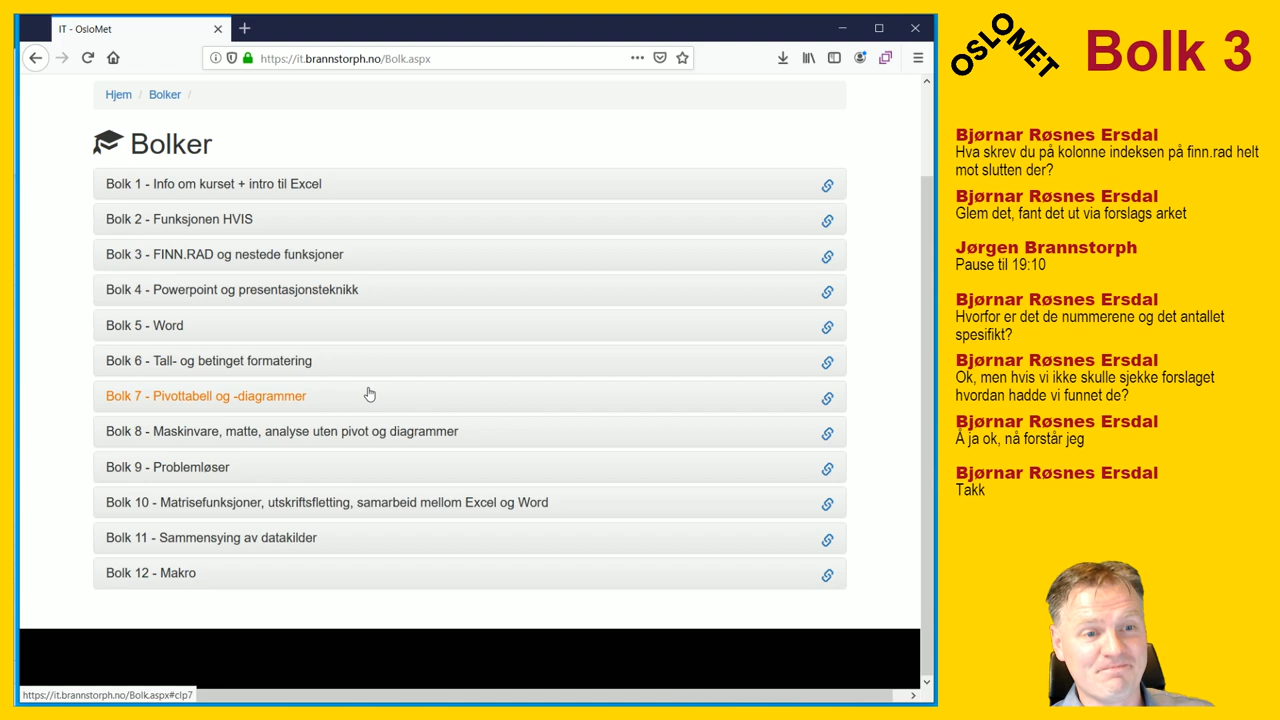 IT - OsloMet
https://it.brannstorph.no/Bolk.aspx
Hjem / Bolker /
Bolker
Bolk 1 - Info om kurset + intro til Excel
Bolk 2 - Funksjonen HVIS
Bolk 3 - FINN.RAD og nestede funksjoner
Bolk 4 - Powerpoint og presentasjonsteknikk
Bolk 5 - Word
Bolk 6 - Tall- og betinget formatering
Bolk 7 - Pivottabell og -diagrammer
Bolk 8 - Maskinvare, matte, analyse uten pivot og diagrammer
Bolk 9 - Problemløser
Bolk 10 - Matrisefunksjoner, utskriftsfletting, samarbeid mellom Excel og Word
Bolk 11 - Sammensying av datakilder
Bolk 12 - Makro
https://it.brannstorph.no/Bolk.aspx#clp7
OSLOMET
Bolk 3
Bjørnar Røsnes Ersdal
Hva skrev du på kolonne indeksen på finn.rad helt
mot slutten der?
Bjørnar Røsnes Ersdal
Glem det, fant det ut via forslags arket
Jørgen Brannstorph
Pause til 19:10
Bjørnar Røsnes Ersdal
Hvorfor er det de nummerene og det antallet
spesifikt?
Bjørnar Røsnes Ersdal
Ok, men hvis vi ikke skulle sjekke forslaget
hvordan hadde vi funnet de?
Bjørnar Røsnes Ersdal
Å ja ok, nå forstår jeg
Bjørnar Røsnes Ersdal
Takk